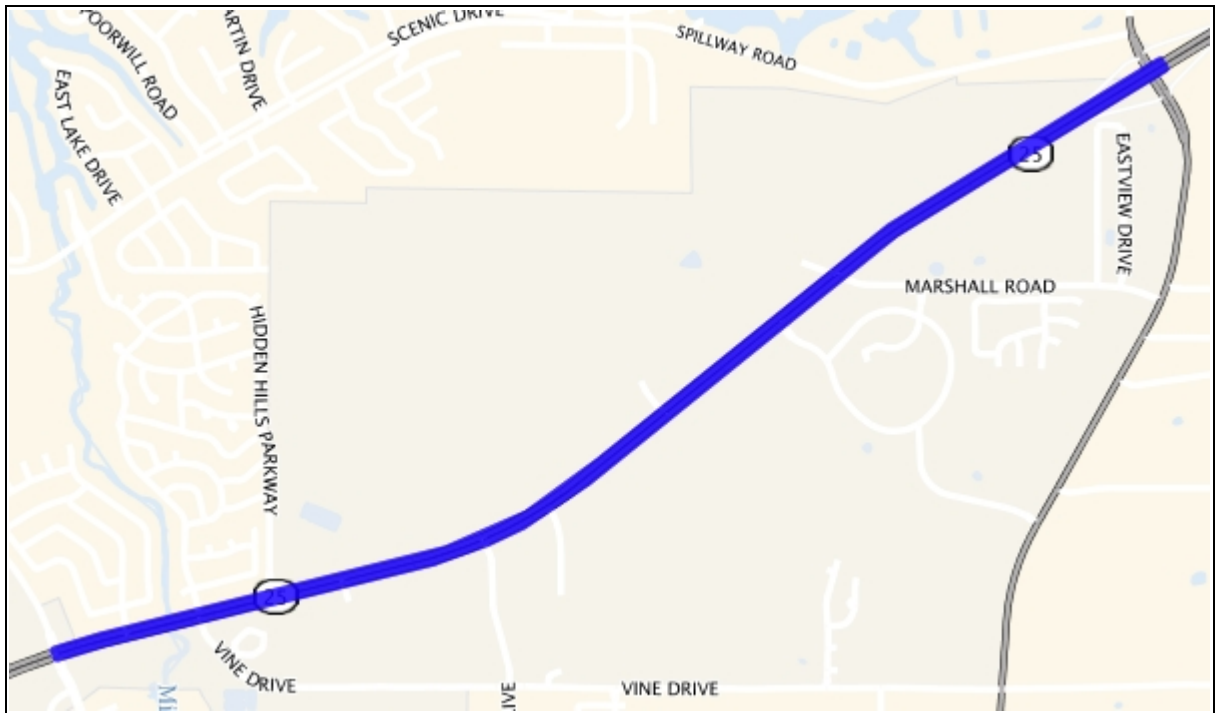 SCENIC DRIVE
SPILLWAY ROAD
EAST LAKE DRIVE
25
EASTVIEW DRIVE
MARSHALL ROAD
HIDDEN HILLS PARKWAY
25
VINE DRIVE
VINE DRIVE